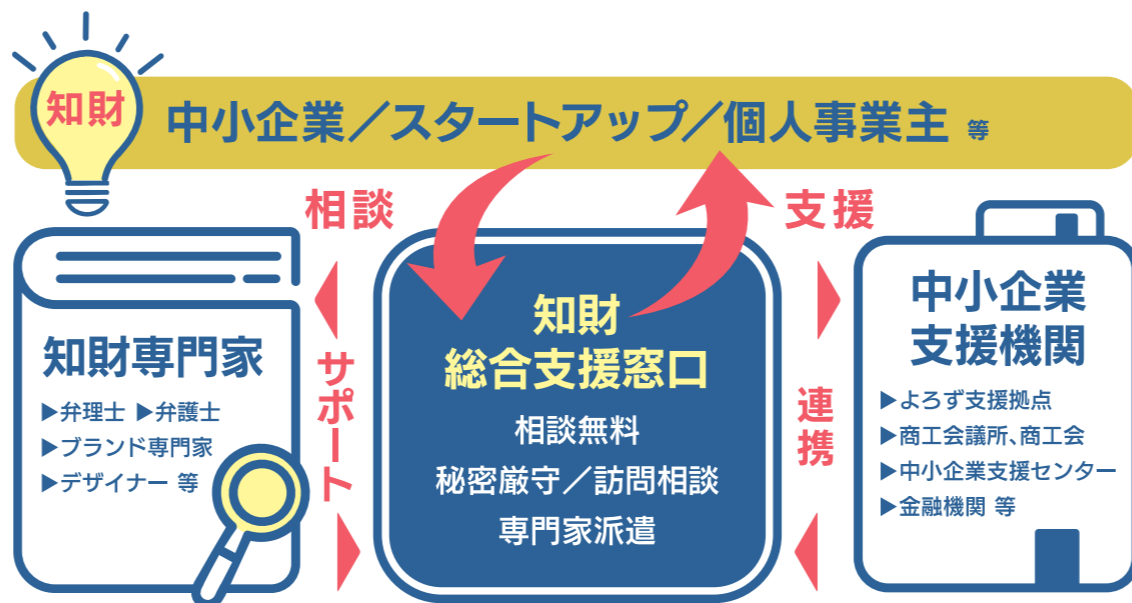 知財
中小企業／スタートアップ／個人事業主 等
相談
支援
知財専門家
▶弁理士 ▶弁護士
▶ブランド専門家
▶デザイナー 等
サポート
知財
総合支援窓口
相談無料
秘密厳守／訪問相談
専門家派遣
連携
中小企業
支援機関
▶よろず支援拠点
▶商工会議所、商工会
▶中小企業支援センター
▶金融機関 等